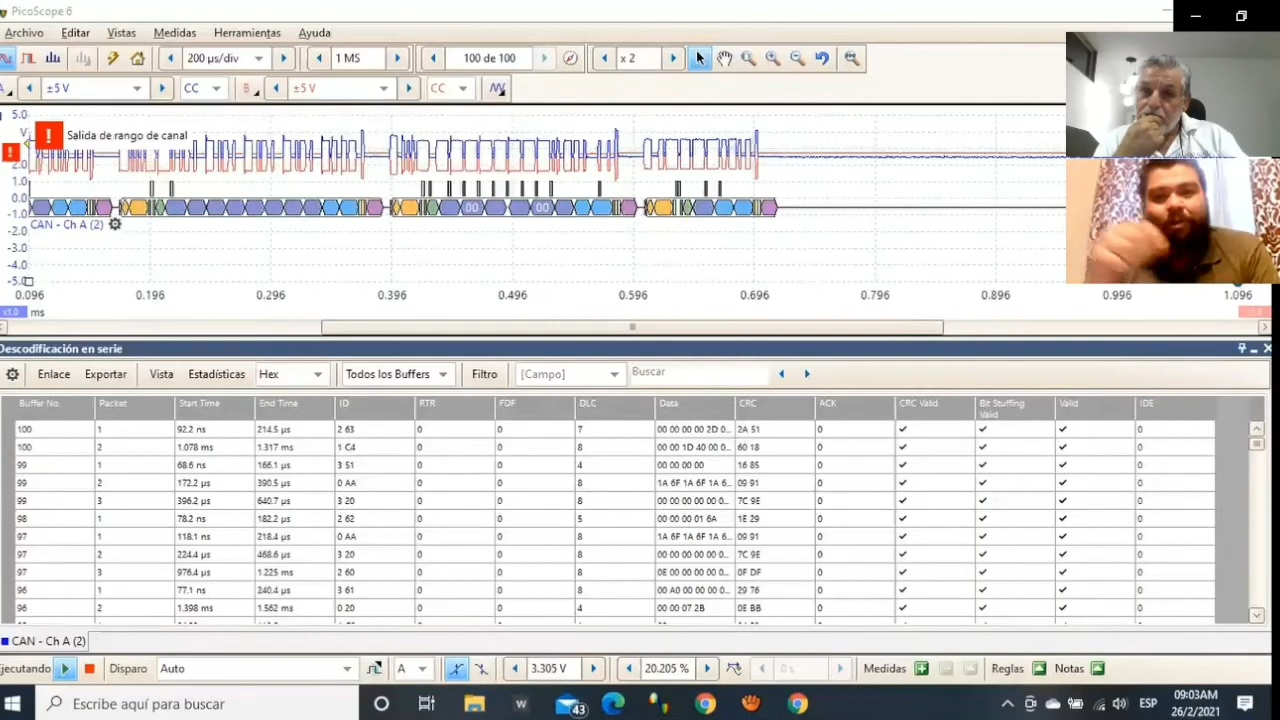 PicoScope 6
Archivo Editar Vistas Medidas Herramientas Ayuda
200 µs/div 1 MS 100 de 100 x 2
±5 V CC B ±5 V CC
5.0
V
! Salida de rango de canal
!
2.0
1.0
0.0
00 00
-1.0
CAN - Ch A (2)
-2.0
-3.0
-4.0
-5.0
0.096 0.196 0.296 0.396 0.496 0.596 0.696 0.796 0.896 0.996 1.096
x1.0 ms
Descodificación en serie
Enlace Exportar Vista Estadísticas Hex Todos los Buffers Filtro [Campo] Buscar
Buffer No. Packet Start Time End Time ID RTR FDF DLC Data CRC ACK CRC Valid Bit Stuffing Valid Valid IDE
100 1 92.2 ns 214.5 µs 2 63 0 0 7 00 00 00 00 2D 0... 2A 51 0 ✓ ✓ ✓ 0
100 2 1.078 ms 1.317 ms 1 C4 0 0 8 00 00 1D 40 00 0... 60 18 0 ✓ ✓ ✓ 0
99 1 68.6 ns 166.1 µs 3 51 0 0 4 00 00 00 00 16 85 0 ✓ ✓ ✓ 0
99 2 172.2 µs 390.5 µs 0 AA 0 0 8 1A 6F 1A 6F 1A 6... 09 91 0 ✓ ✓ ✓ 0
99 3 396.2 µs 640.7 µs 3 20 0 0 8 00 00 00 00 00 0... 7C 9E 0 ✓ ✓ ✓ 0
98 1 78.2 ns 182.2 µs 2 62 0 0 5 00 00 00 01 6A 1E 29 0 ✓ ✓ ✓ 0
97 1 118.1 ns 218.4 µs 0 AA 0 0 8 1A 6F 1A 6F 1A 6... 09 91 0 ✓ ✓ ✓ 0
97 2 224.4 µs 468.6 µs 3 20 0 0 8 00 00 00 00 00 0... 7C 9E 0 ✓ ✓ ✓ 0
97 3 976.4 µs 1.225 ms 2 60 0 0 8 0E 00 00 00 00 0... 0F DF 0 ✓ ✓ ✓ 0
96 1 77.1 ns 240.4 µs 3 61 0 0 8 00 A0 00 00 00 0... 29 76 0 ✓ ✓ ✓ 0
96 2 1.398 ms 1.562 ms 0 20 0 0 4 00 00 07 2B 0E BB 0 ✓ ✓ ✓ 0
CAN - Ch A (2)
Ejecutando Disparo Auto A 3.305 V 20.205 % 0 s Medidas Reglas Notas
Escribe aquí para buscar W 43 ESP 09:03AM
26/2/2021